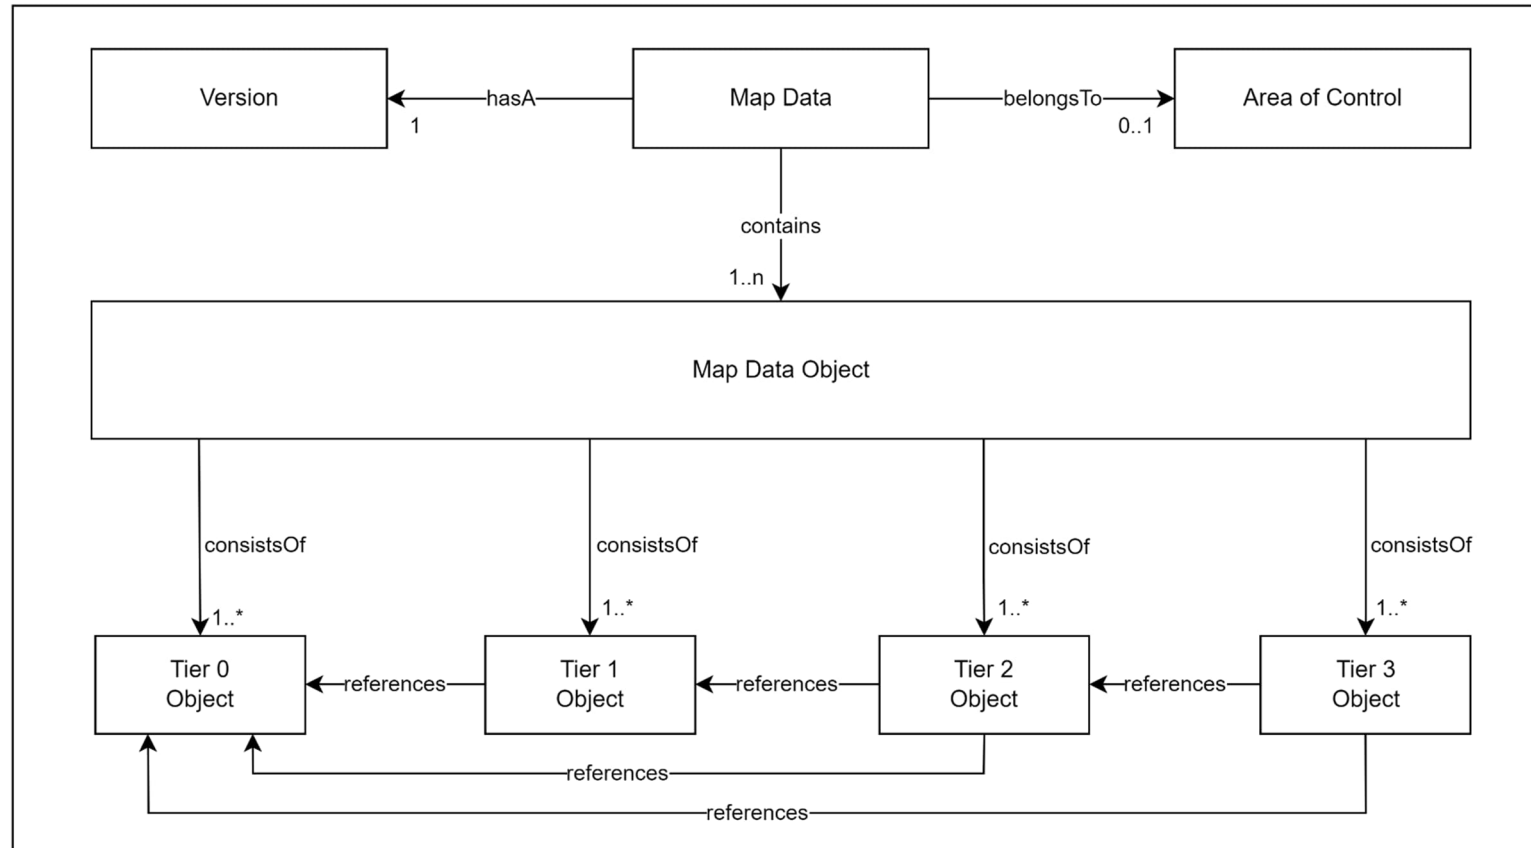 Version
hasA
1
Map Data
belongsTo
0..1
Area of Control
contains
1..n
Map Data Object
consistsOf
1..*
consistsOf
1..*
consistsOf
1..*
consistsOf
1..*
Tier 0
Object
references
Tier 1
Object
references
Tier 2
Object
references
Tier 3
Object
references
references